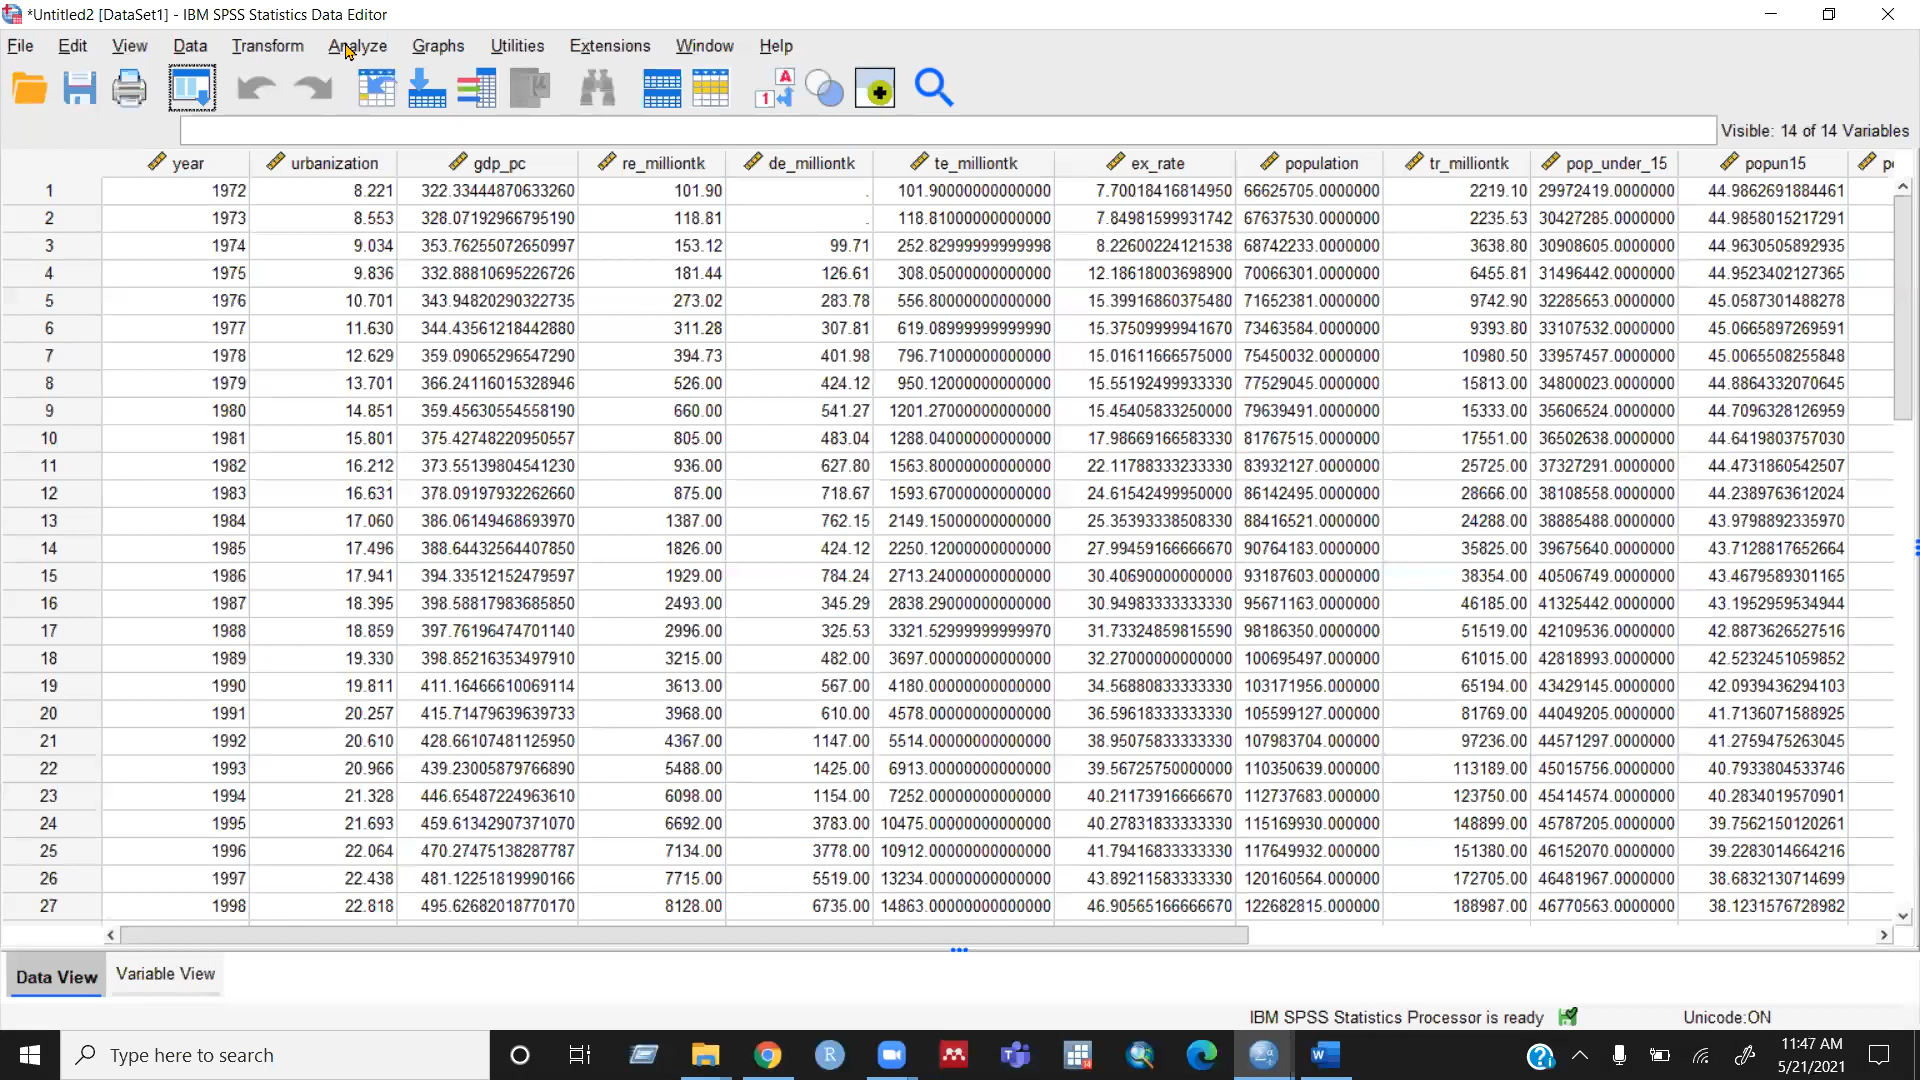 *Untitled2 [DataSet1] - IBM SPSS Statistics Data Editor
File Edit View Data Transform Analyze Graphs Utilities Extensions Window Help
Visible: 14 of 14 Variables
year urbanization gdp_pc re_milliontk de_milliontk te_milliontk ex_rate population tr_milliontk pop_under_15 popun15
1 1972 8.221 322.33444870633260 101.90 . 101.90000000000000 7.70018416814950 66625705.0000000 2219.10 29972419.0000000 44.9862691884461
2 1973 8.553 328.07192966795190 118.81 . 118.81000000000000 7.84981599931742 67637530.0000000 2235.53 30427285.0000000 44.9858015217291
3 1974 9.034 353.76255072650997 153.12 99.71 252.82999999999998 8.22600224121538 68742233.0000000 3638.80 30908605.0000000 44.9630505892935
4 1975 9.836 332.88810695226726 181.44 126.61 308.05000000000000 12.18618003698900 70066301.0000000 6455.81 31496442.0000000 44.9523402127365
5 1976 10.701 343.94820290322735 273.02 283.78 556.80000000000000 15.39916860375480 71652381.0000000 9742.90 32285653.0000000 45.0587301488278
6 1977 11.630 344.43561218442880 311.28 307.81 619.08999999999990 15.37509999941670 73463584.0000000 9393.80 33107532.0000000 45.0665897269591
7 1978 12.629 359.09065296547290 394.73 401.98 796.71000000000000 15.01611666575000 75450032.0000000 10980.50 33957457.0000000 45.0065508255848
8 1979 13.701 366.24116015328946 526.00 424.12 950.12000000000000 15.55192499933330 77529045.0000000 15813.00 34800023.0000000 44.8864332070645
9 1980 14.851 359.45630554558190 660.00 541.27 1201.27000000000000 15.45405833250000 79639491.0000000 15333.00 35606524.0000000 44.7096328126959
10 1981 15.801 375.42748220950557 805.00 483.04 1288.04000000000000 17.98669166583330 81767515.0000000 17551.00 36502638.0000000 44.6419803757030
11 1982 16.212 373.55139804541230 936.00 627.80 1563.80000000000000 22.11788333233330 83932127.0000000 25725.00 37327291.0000000 44.4731860542507
12 1983 16.631 378.09197932262660 875.00 718.67 1593.67000000000000 24.61542499950000 86142495.0000000 28666.00 38108558.0000000 44.2389763612024
13 1984 17.060 386.06149468693970 1387.00 762.15 2149.15000000000000 25.35393338508330 88416521.0000000 24288.00 38885488.0000000 43.9798892335970
14 1985 17.496 388.64432564407850 1826.00 424.12 2250.12000000000000 27.99459166666670 90764183.0000000 35825.00 39675640.0000000 43.7128817652664
15 1986 17.941 394.33512152479597 1929.00 784.24 2713.24000000000000 30.40690000000000 93187603.0000000 38354.00 40506749.0000000 43.4679589301165
16 1987 18.395 398.58817983685850 2493.00 345.29 2838.29000000000000 30.94983333333330 95671163.0000000 46185.00 41325442.0000000 43.1952959534944
17 1988 18.859 397.76196474701140 2996.00 325.53 3321.52999999999970 31.73324859815590 98186350.0000000 51519.00 42109536.0000000 42.8873626527516
18 1989 19.330 398.85216353497910 3215.00 482.00 3697.00000000000000 32.27000000000000 100695497.000000 61015.00 42818993.0000000 42.5232451059852
19 1990 19.811 411.16466610069114 3613.00 567.00 4180.00000000000000 34.56880833333330 103171956.000000 65194.00 43429145.0000000 42.0939436294103
20 1991 20.257 415.71479639639733 3968.00 610.00 4578.00000000000000 36.59618333333330 105599127.000000 81769.00 44049205.0000000 41.7136071588925
21 1992 20.610 428.66107481125950 4367.00 1147.00 5514.00000000000000 38.95075833333330 107983704.000000 97236.00 44571297.0000000 41.2759475263045
22 1993 20.966 439.23005879766890 5488.00 1425.00 6913.00000000000000 39.56725750000000 110350639.000000 113189.00 45015756.0000000 40.7933804533746
23 1994 21.328 446.65487224963610 6098.00 1154.00 7252.00000000000000 40.21173916666670 112737683.000000 123750.00 45414574.0000000 40.2834019570901
24 1995 21.693 459.61342907371070 6692.00 3783.00 10475.00000000000000 40.27831833333330 115169930.000000 148899.00 45787205.0000000 39.7562150120261
25 1996 22.064 470.27475138287787 7134.00 3778.00 10912.00000000000000 41.79416833333330 117649932.000000 151380.00 46152070.0000000 39.2283014664216
26 1997 22.438 481.12251819990166 7715.00 5519.00 13234.00000000000000 43.89211583333330 120160564.000000 172705.00 46481967.0000000 38.6832130714699
27 1998 22.818 495.62682018770170 8128.00 6735.00 14863.00000000000000 46.90565166666670 122682815.000000 188987.00 46770563.0000000 38.1231576728982
Data View Variable View
IBM SPSS Statistics Processor is ready Unicode:ON
Type here to search
11:47 AM
5/21/2021